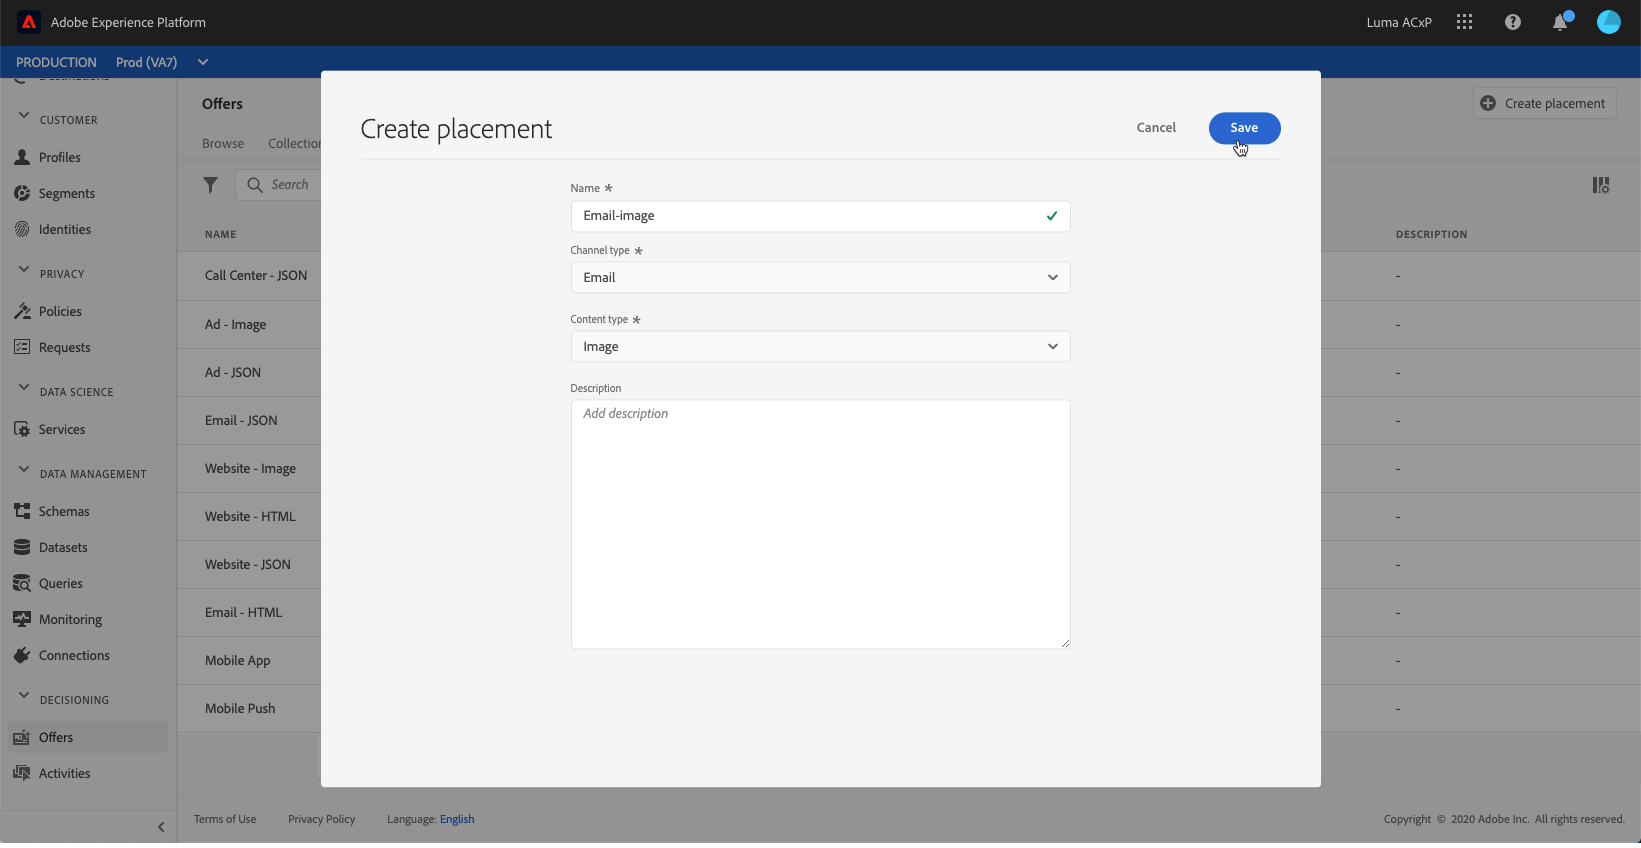 Adobe Experience Platform
Luma ACxP
PRODUCTION Prod (VA7)
Destinations
CUSTOMER
Profiles
Segments
Identities
PRIVACY
Policies
Requests
DATA SCIENCE
Services
DATA MANAGEMENT
Schemas
Datasets
Queries
Monitoring
Connections
DECISIONING
Offers
Activities
Offers
Create placement
Browse
Search
NAME
DESCRIPTION
Call Center - JSON -
Ad - Image -
Ad - JSON -
Email - JSON -
Website - Image -
Website - HTML -
Website - JSON -
Email - HTML -
Mobile App -
Mobile Push -
Create placement
Cancel
Save
Name *
Email-image
Channel type *
Email
Content type *
Image
Description
Add description
Terms of Use Privacy Policy Language: English
Copyright © 2020 Adobe Inc. All rights reserved.